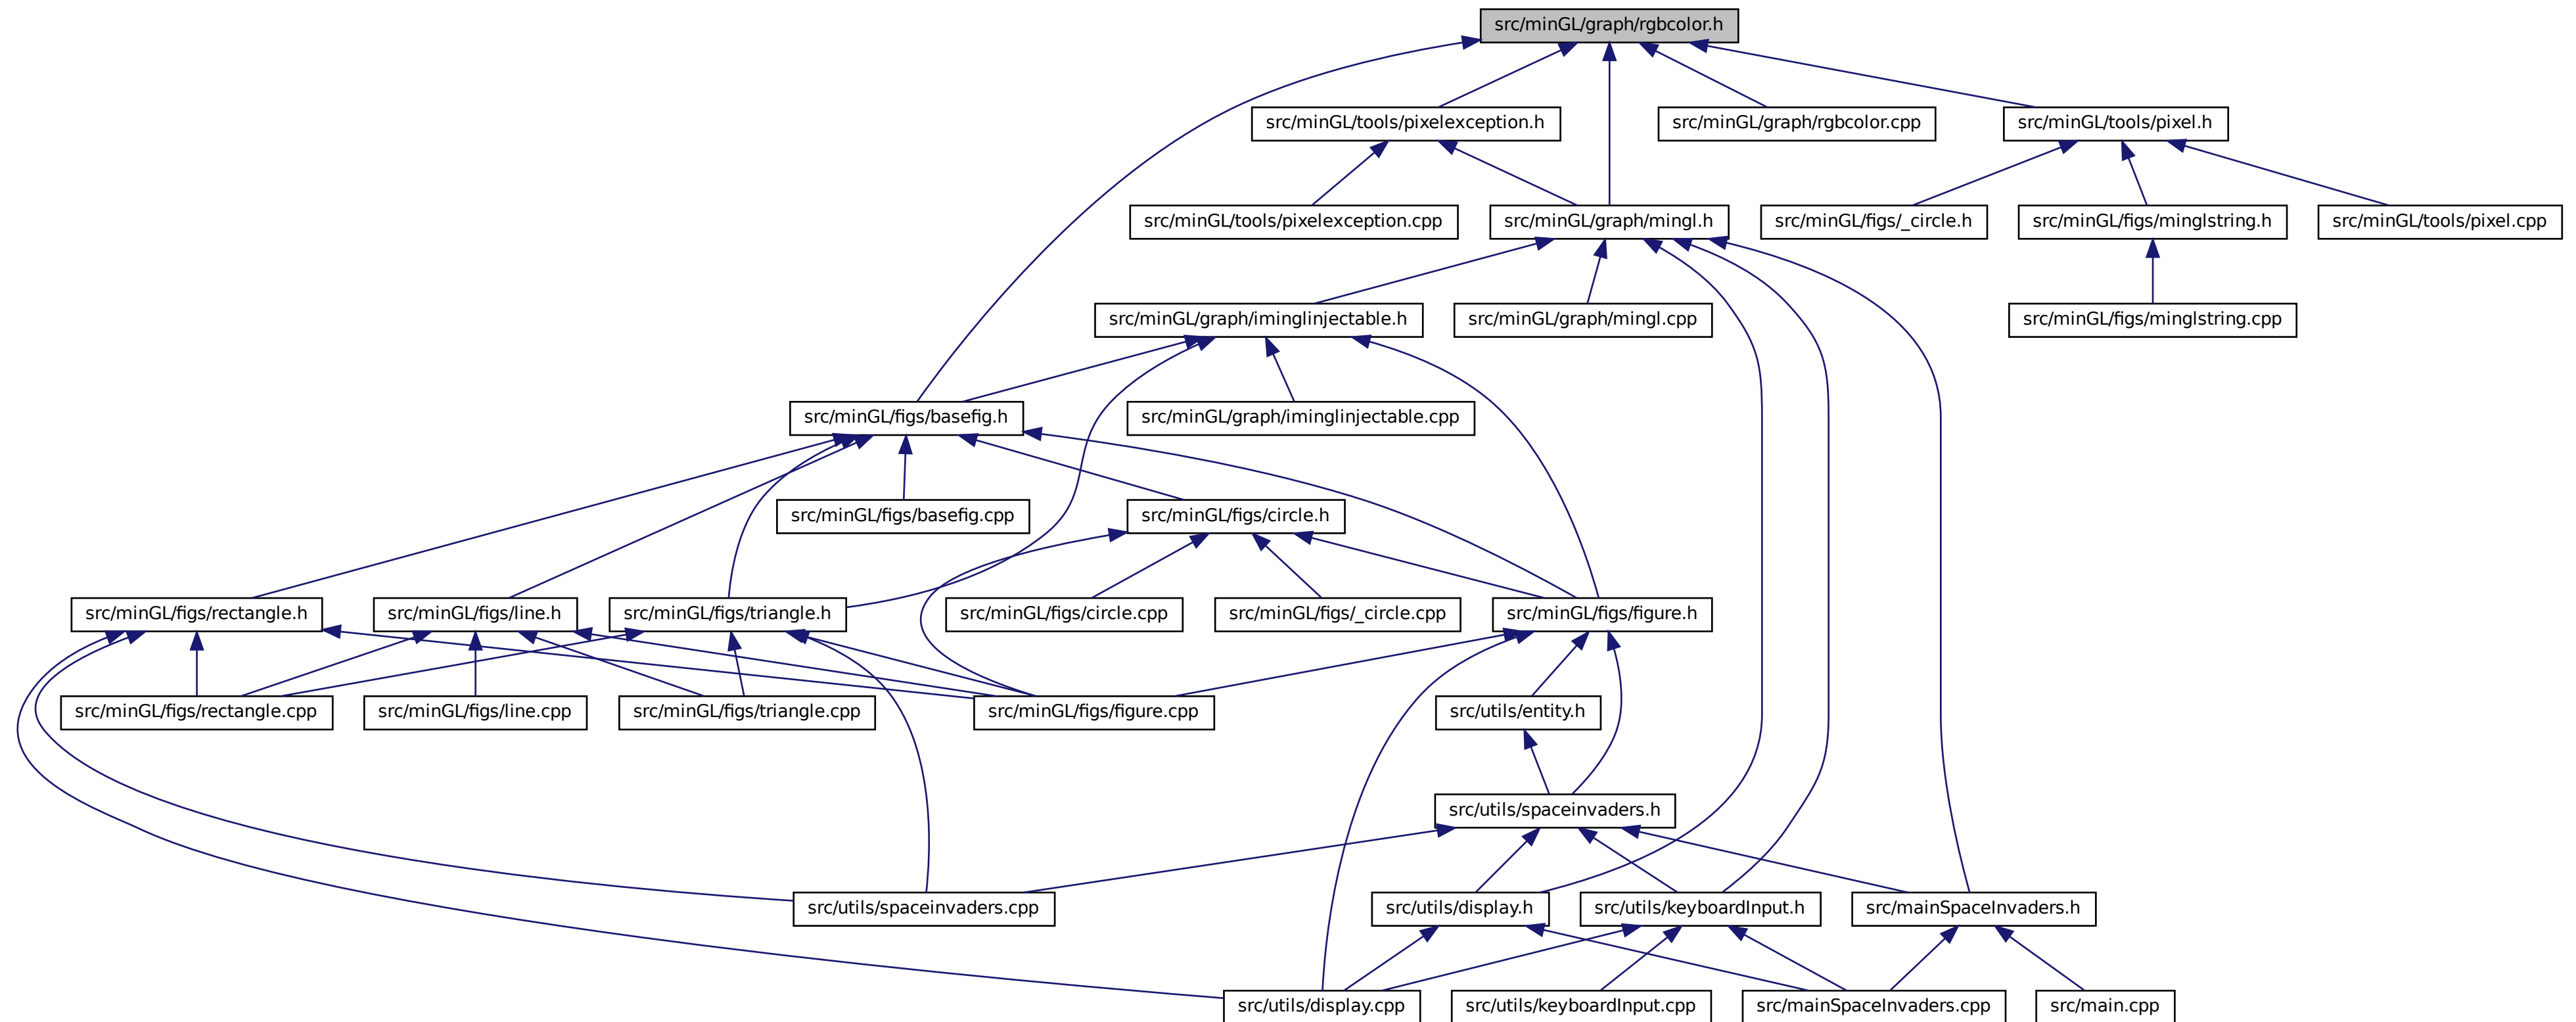 src/minGL/graph/rgbcolor.h
src/minGL/tools/pixelexception.h
src/minGL/graph/rgbcolor.cpp
src/minGL/tools/pixel.h
src/minGL/tools/pixelexception.cpp
src/minGL/graph/mingl.h
src/minGL/figs/_circle.h
src/minGL/figs/minglstring.h
src/minGL/tools/pixel.cpp
src/minGL/graph/iminglinjectable.h
src/minGL/graph/mingl.cpp
src/minGL/figs/minglstring.cpp
src/minGL/figs/basefig.h
src/minGL/graph/iminglinjectable.cpp
src/minGL/figs/basefig.cpp
src/minGL/figs/circle.h
src/minGL/figs/rectangle.h
src/minGL/figs/line.h
src/minGL/figs/triangle.h
src/minGL/figs/circle.cpp
src/minGL/figs/_circle.cpp
src/minGL/figs/figure.h
src/minGL/figs/rectangle.cpp
src/minGL/figs/line.cpp
src/minGL/figs/triangle.cpp
src/minGL/figs/figure.cpp
src/utils/entity.h
src/utils/spaceinvaders.h
src/utils/spaceinvaders.cpp
src/utils/display.h
src/utils/keyboardInput.h
src/mainSpaceInvaders.h
src/utils/display.cpp
src/utils/keyboardInput.cpp
src/mainSpaceInvaders.cpp
src/main.cpp